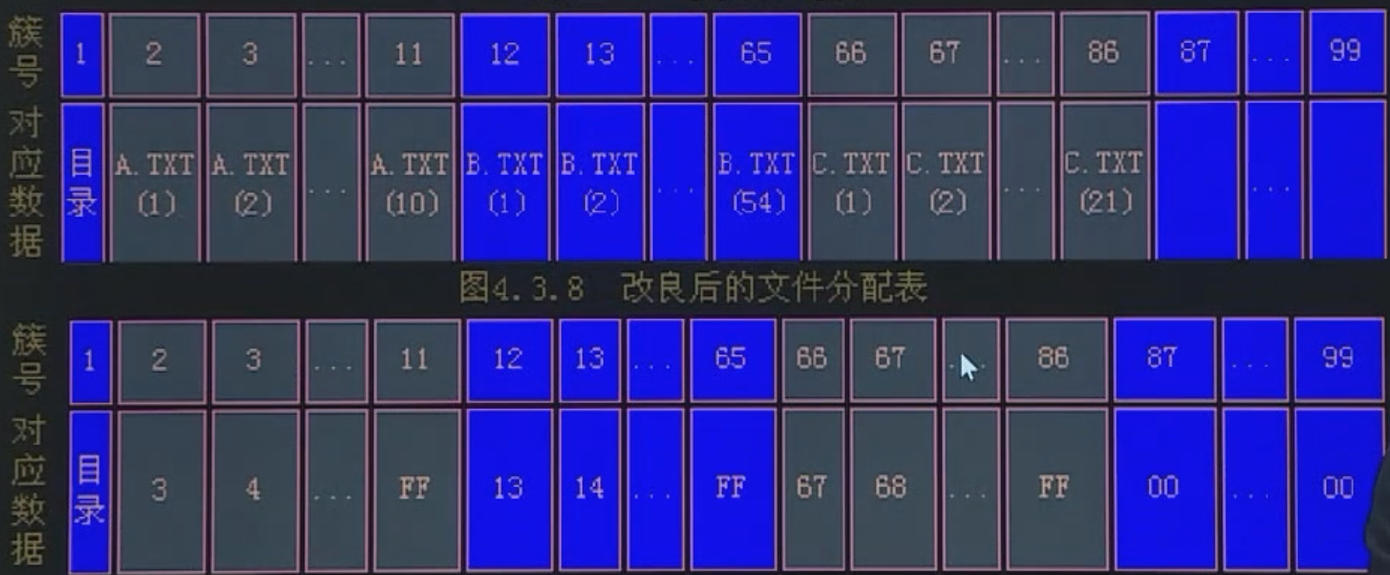 簇号 1 2 3 ... 11 12 13 ... 65 66 67 ... 86 87 ... 99
对应数据 目录 A.TXT(1) A.TXT(2) ... A.TXT(10) B.TXT(1) B.TXT(2) ... B.TXT(54) C.TXT(1) C.TXT(2) ... C.TXT(21) ...
图4.3.8 改良后的文件分配表
簇号 1 2 3 ... 11 12 13 ... 65 66 67 ... 86 87 ... 99
对应数据 目录 3 4 ... FF 13 14 ... FF 67 68 ... FF 00 ... 00